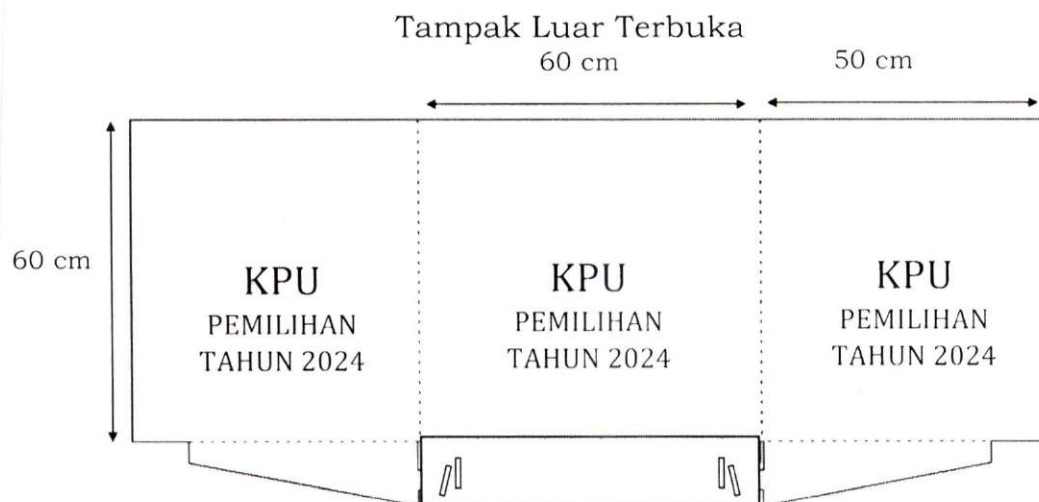 Tampak Luar Terbuka
60 cm
50 cm
60 cm
KPU
PEMILIHAN
TAHUN 2024
KPU
PEMILIHAN
TAHUN 2024
KPU
PEMILIHAN
TAHUN 2024